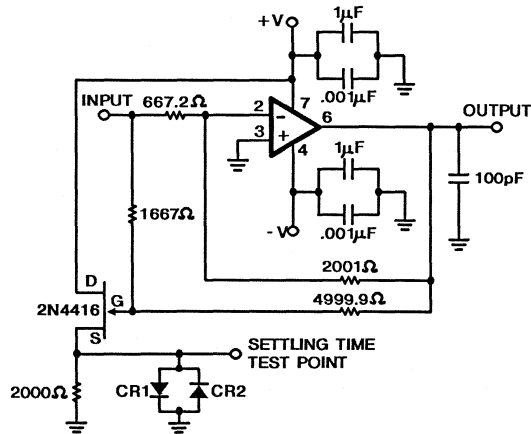 +V
1μF
.001μF
INPUT
667.2Ω
2
7
6
3
4
-
+
OUTPUT
1μF
.001μF
-V
100pF
1667Ω
2001Ω
4999.9Ω
D
2N4416
G
S
SETTLING TIME
TEST POINT
2000Ω
CR1
CR2